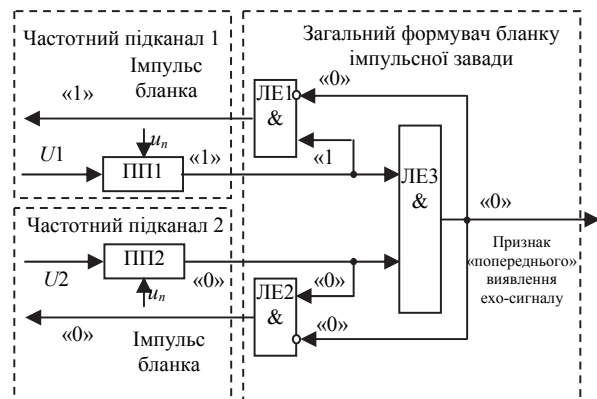 Частотний підканал 1
Загальний формувач бланку
імпульсної завади
Імпульс
бланка
«1»
ЛЕ1
&
«0»
U1
uп
ПП1
«1»
«1
ЛЕ3
&
«0»
Частотний підканал 2
U2
ПП2
uп
«0»
«0»
ЛЕ2
&
«0»
«0»
Імпульс
бланка
Признак
«попереднього»
виявлення
ехо-сигналу